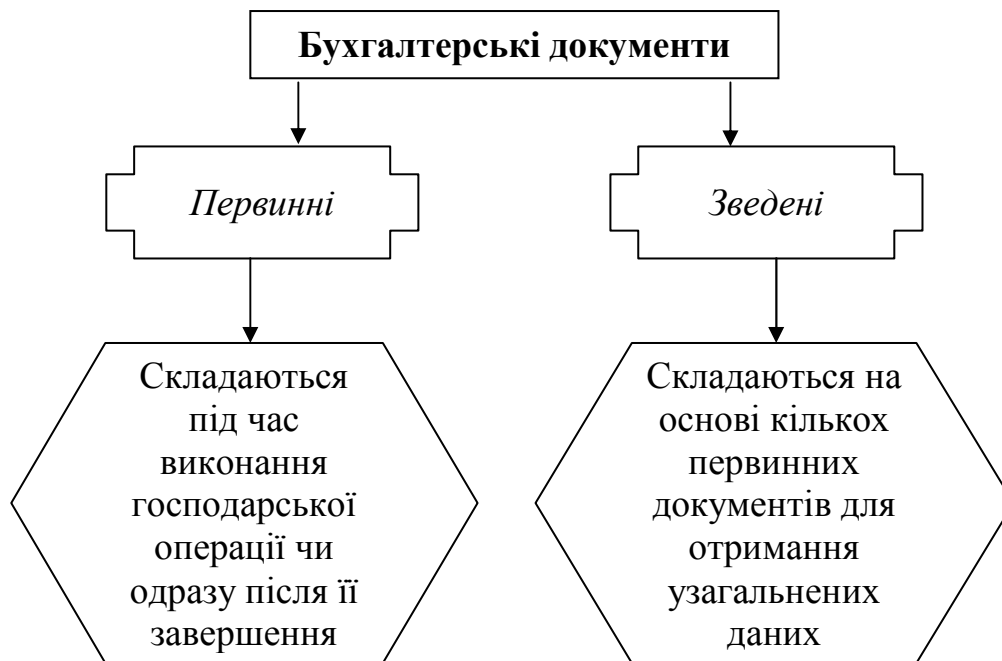 Бухгалтерські документи
Первинні
Зведені
Складаються
під час
виконання
господарської
операції чи
одразу після її
завершення
Складаються на
основі кількох
первинних
документів для
отримання
узагальнених
даних